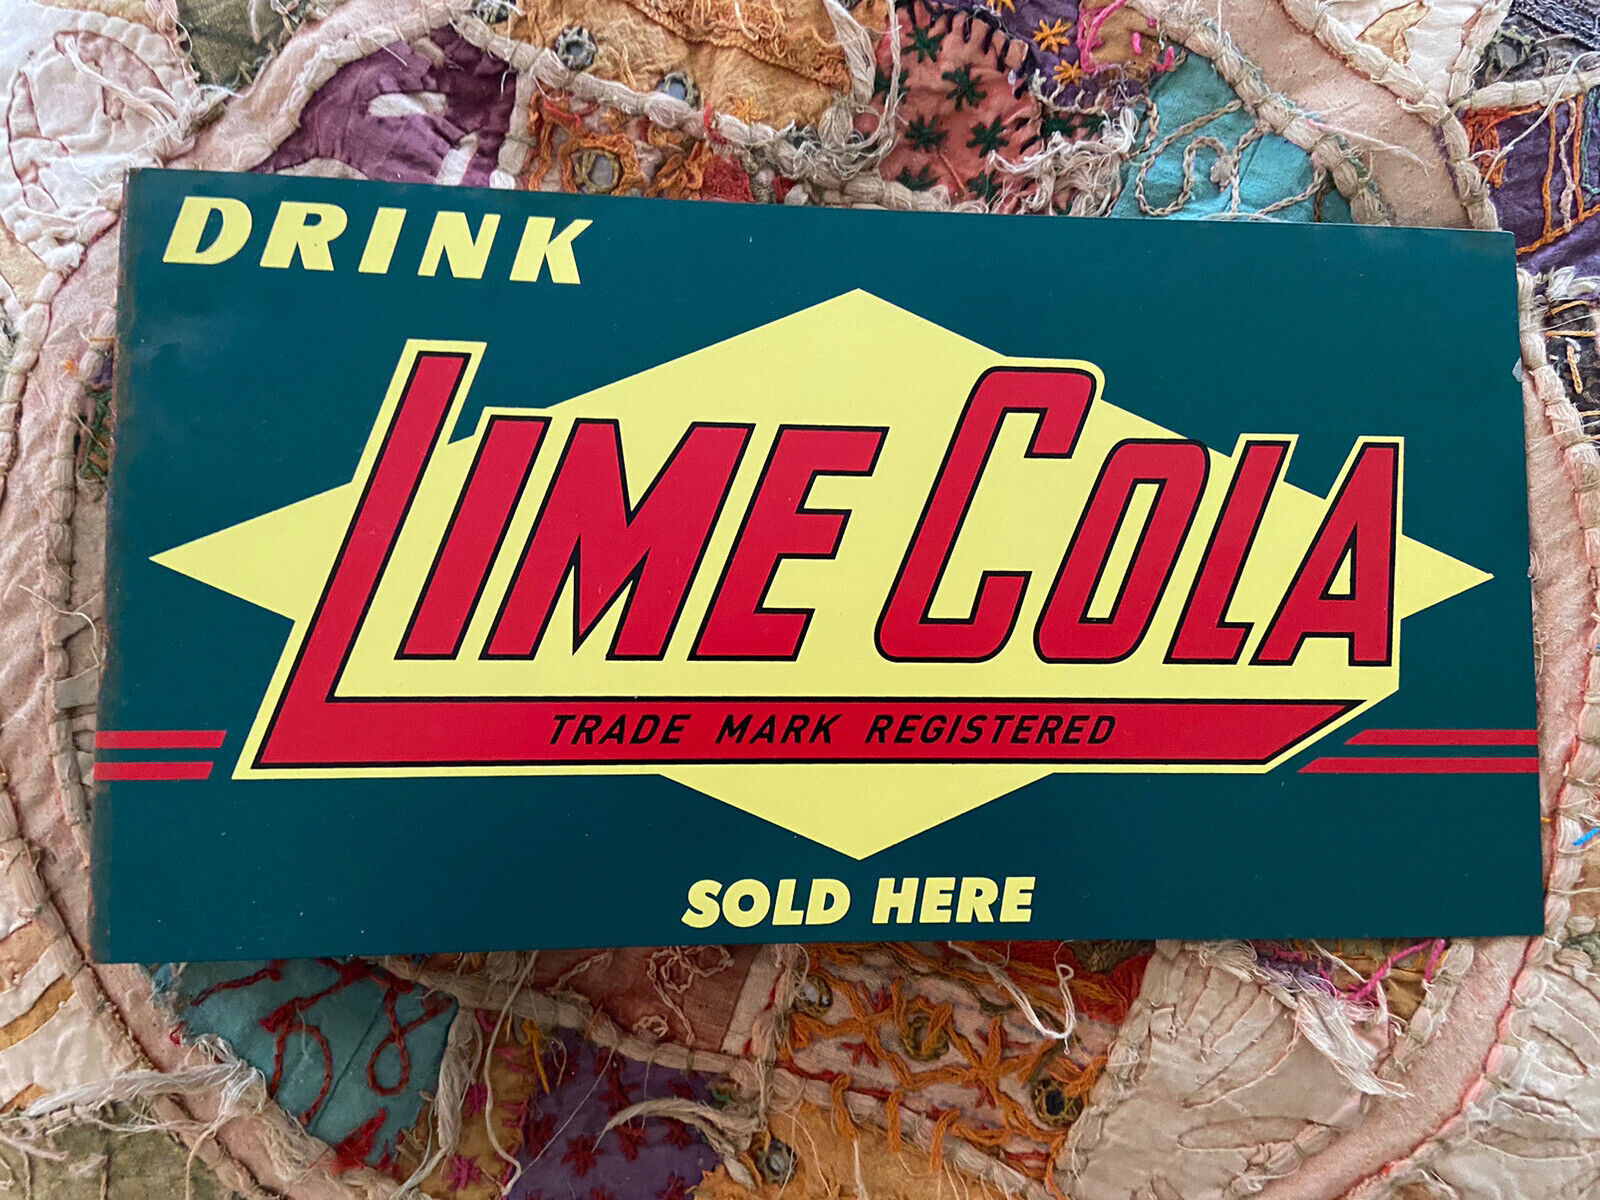 DRINK
LIME COLA
TRADE MARK REGISTERED
SOLD HERE